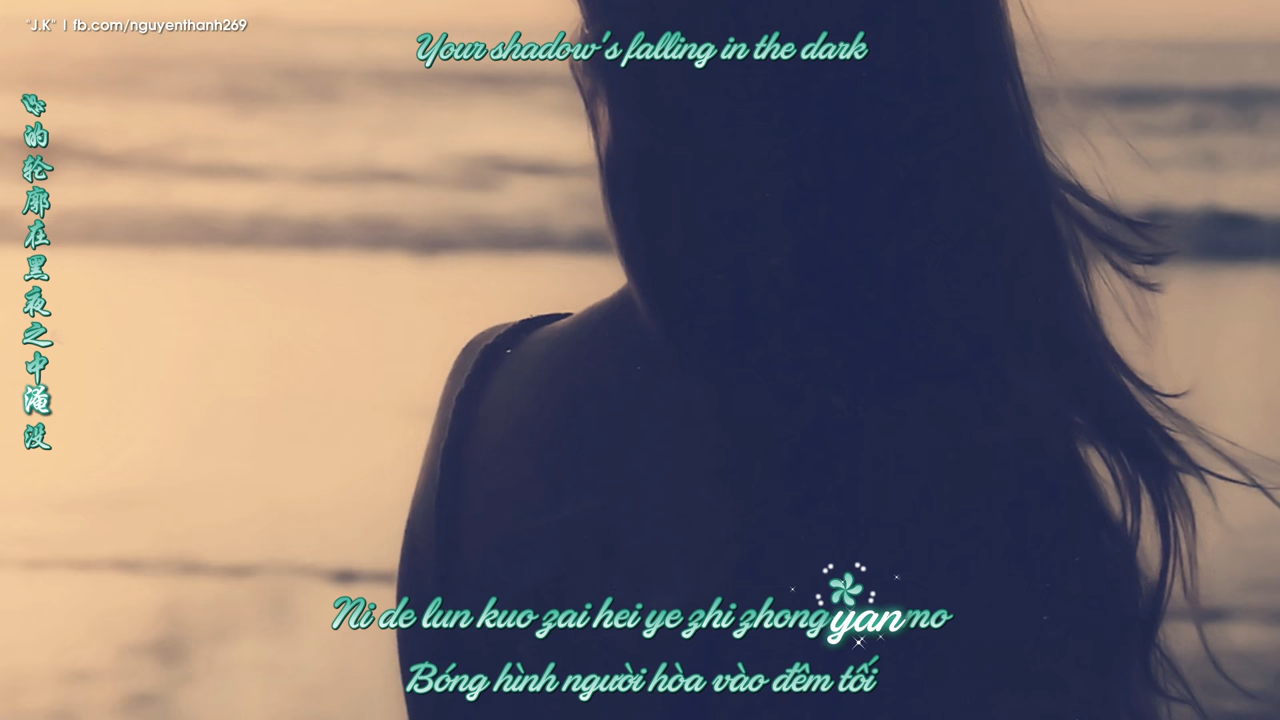 "J.K" | fb.com/nguyenthanh269
Your shadow's falling in the dark
你的轮廓在黑夜之中淹没
Ni de lun kuo zai hei ye zhi zhong yan mo
Bóng hình người hòa vào đêm tối